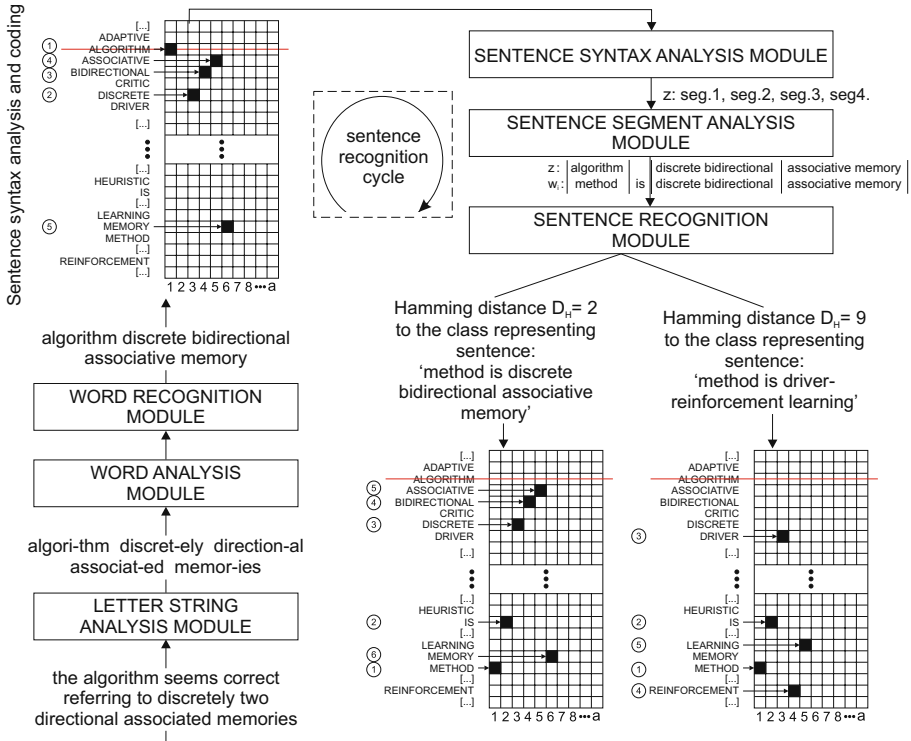 Sentence syntax analysis and coding
[...]
ADAPTIVE
① ALGORITHM
④ ASSOCIATIVE
③ BIDIRECTIONAL
CRITIC
② DISCRETE
DRIVER
[...]
[...]
HEURISTIC
IS
[...]
LEARNING
⑤ MEMORY
METHOD
[...]
REINFORCEMENT
[...]
1 2 3 4 5 6 7 8 ••• a
algorithm discrete bidirectional
associative memory
WORD RECOGNITION
MODULE
WORD ANALYSIS
MODULE
algori-thm discret-ely direction-al
associat-ed memor-ies
LETTER STRING
ANALYSIS MODULE
the algorithm seems correct
referring to discretely two
directional associated memories
sentence
recognition
cycle
SENTENCE SYNTAX ANALYSIS MODULE
z: seg.1, seg.2, seg.3, seg4.
SENTENCE SEGMENT ANALYSIS
MODULE
z: | algorithm | | discrete bidirectional | associative memory |
wᵢ: | method | is | discrete bidirectional | associative memory |
SENTENCE RECOGNITION
MODULE
Hamming distance D_H= 2
to the class representing
sentence:
‘method is discrete
bidirectional associative
memory’
[...]
ADAPTIVE
ALGORITHM
⑤ ASSOCIATIVE
④ BIDIRECTIONAL
CRITIC
③ DISCRETE
DRIVER
[...]
[...]
HEURISTIC
② IS
[...]
LEARNING
⑥ MEMORY
① METHOD
[...]
REINFORCEMENT
[...]
1 2 3 4 5 6 7 8 ••• a
Hamming distance D_H= 9
to the class representing
sentence:
‘method is driver-
reinforcement learning’
[...]
ADAPTIVE
ALGORITHM
ASSOCIATIVE
BIDIRECTIONAL
CRITIC
DISCRETE
③ DRIVER
[...]
[...]
HEURISTIC
② IS
[...]
⑤ LEARNING
MEMORY
① METHOD
[...]
④ REINFORCEMENT
[...]
1 2 3 4 5 6 7 8 ••• a